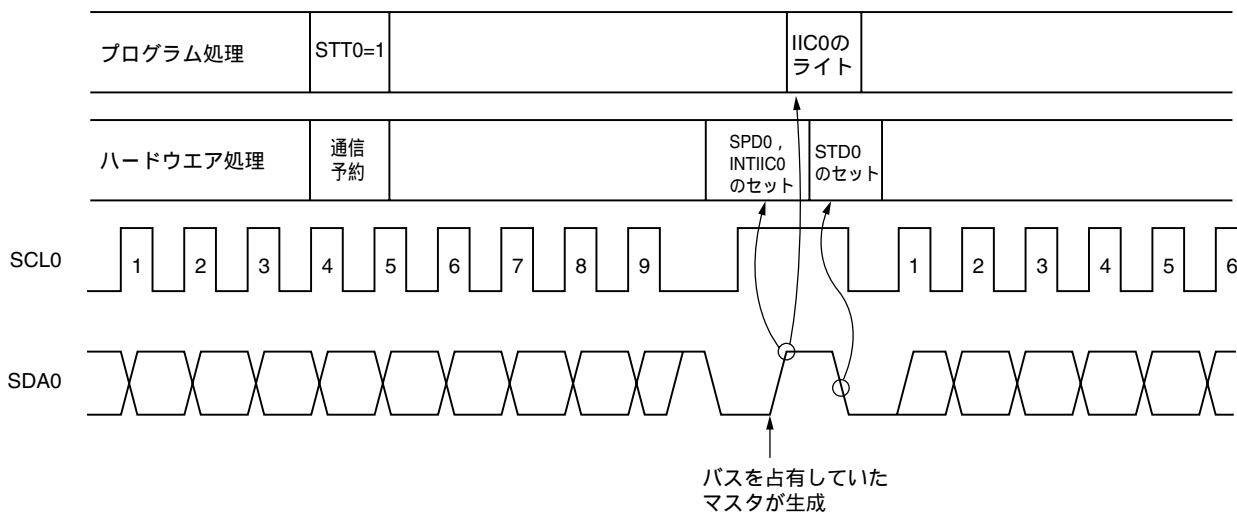 プログラム処理
STT0=1
IIC0の
ライト
ハードウエア処理
通信
予約
SPD0 ,
INTIIC0
のセット
STD0
のセット
SCL0
1 2 3 4 5 6 7 8 9 1 2 3 4 5 6
SDA0
バスを占有していた
マスタが生成